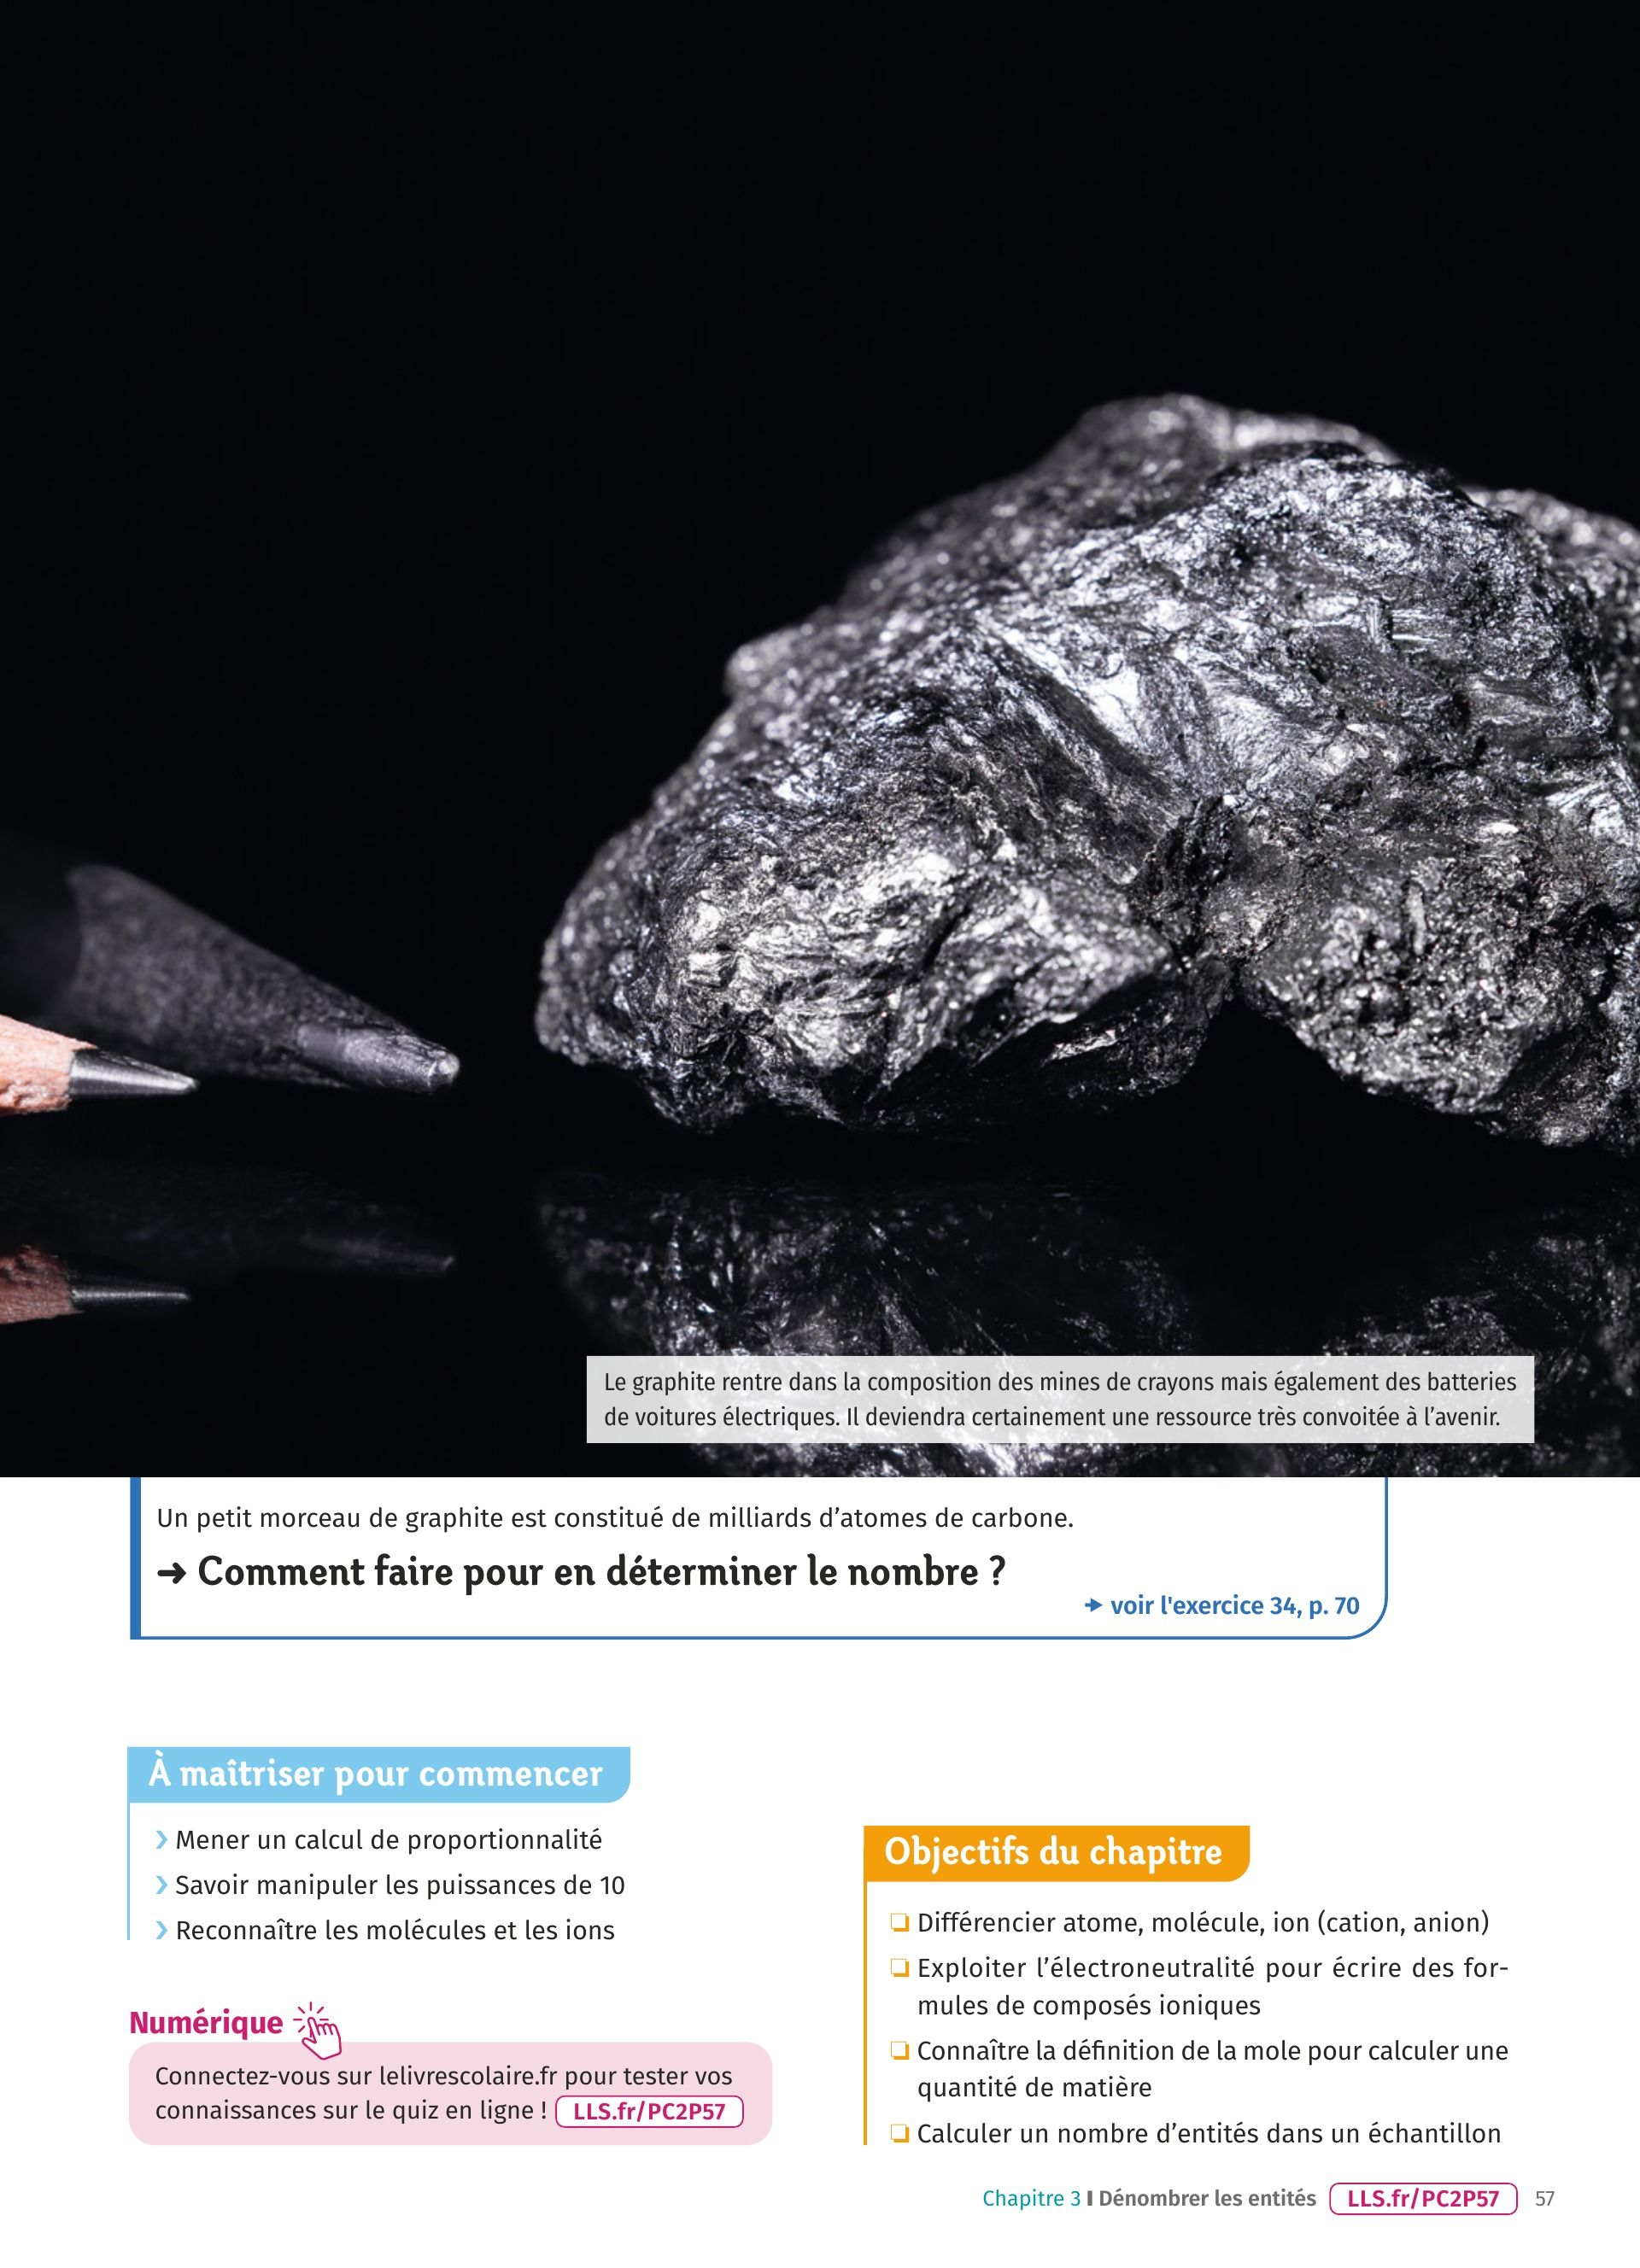 Le graphite rentre dans la composition des mines de crayons mais également des batteries
de voitures électriques. Il deviendra certainement une ressource très convoitée à l’avenir.
Un petit morceau de graphite est constitué de milliards d’atomes de carbone.
➜ Comment faire pour en déterminer le nombre ?
➜ voir l'exercice 34, p. 70
À maîtriser pour commencer
› Mener un calcul de proportionnalité
› Savoir manipuler les puissances de 10
› Reconnaître les molécules et les ions
Numérique
Connectez-vous sur lelivrescolaire.fr pour tester vos
connaissances sur le quiz en ligne ! LLS.fr/PC2P57
Objectifs du chapitre
❏ Différencier atome, molécule, ion (cation, anion)
❏ Exploiter l’électroneutralité pour écrire des for-
mules de composés ioniques
❏ Connaître la définition de la mole pour calculer une
quantité de matière
❏ Calculer un nombre d’entités dans un échantillon
Chapitre 3 I Dénombrer les entités LLS.fr/PC2P57 57